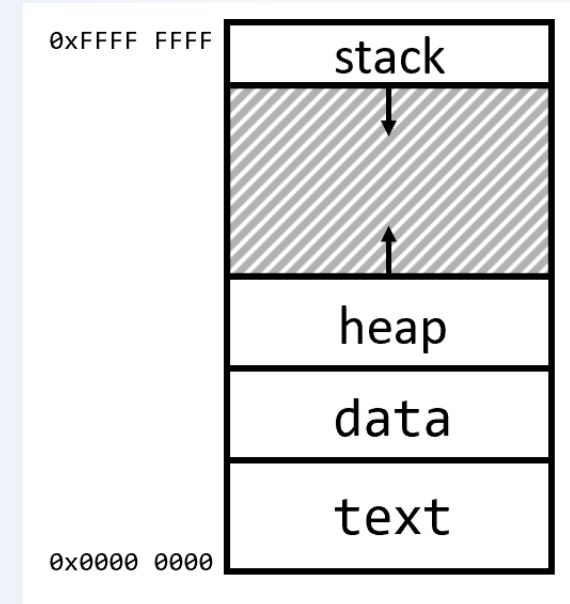 0xFFFF FFFF
stack
heap
data
text
0x0000 0000